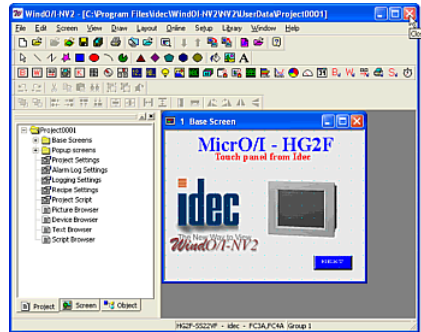 WindO/I-NV2 - [C:\Program Files\Idec\WindOI-NV2\NV2\UserData\Project0001]
Clos
File Edit Screen View Draw Layout Online Setup Library Window Help
A
B W
S
Project0001
Base Screens
Popup screens
Project Settings
Alarm Log Settings
Logging Settings
Recipe Settings
Project Script
Picture Browser
Device Browser
Text Browser
Script Browser
1 Base Screen
MicrO/I - HG2F
Touch panel from Idec
idec
The New Way to View
WindO/I-NV2
NEXT
Project Screen Object
HG2F-SS22VF - idec - FC3A,FC4A Group 1